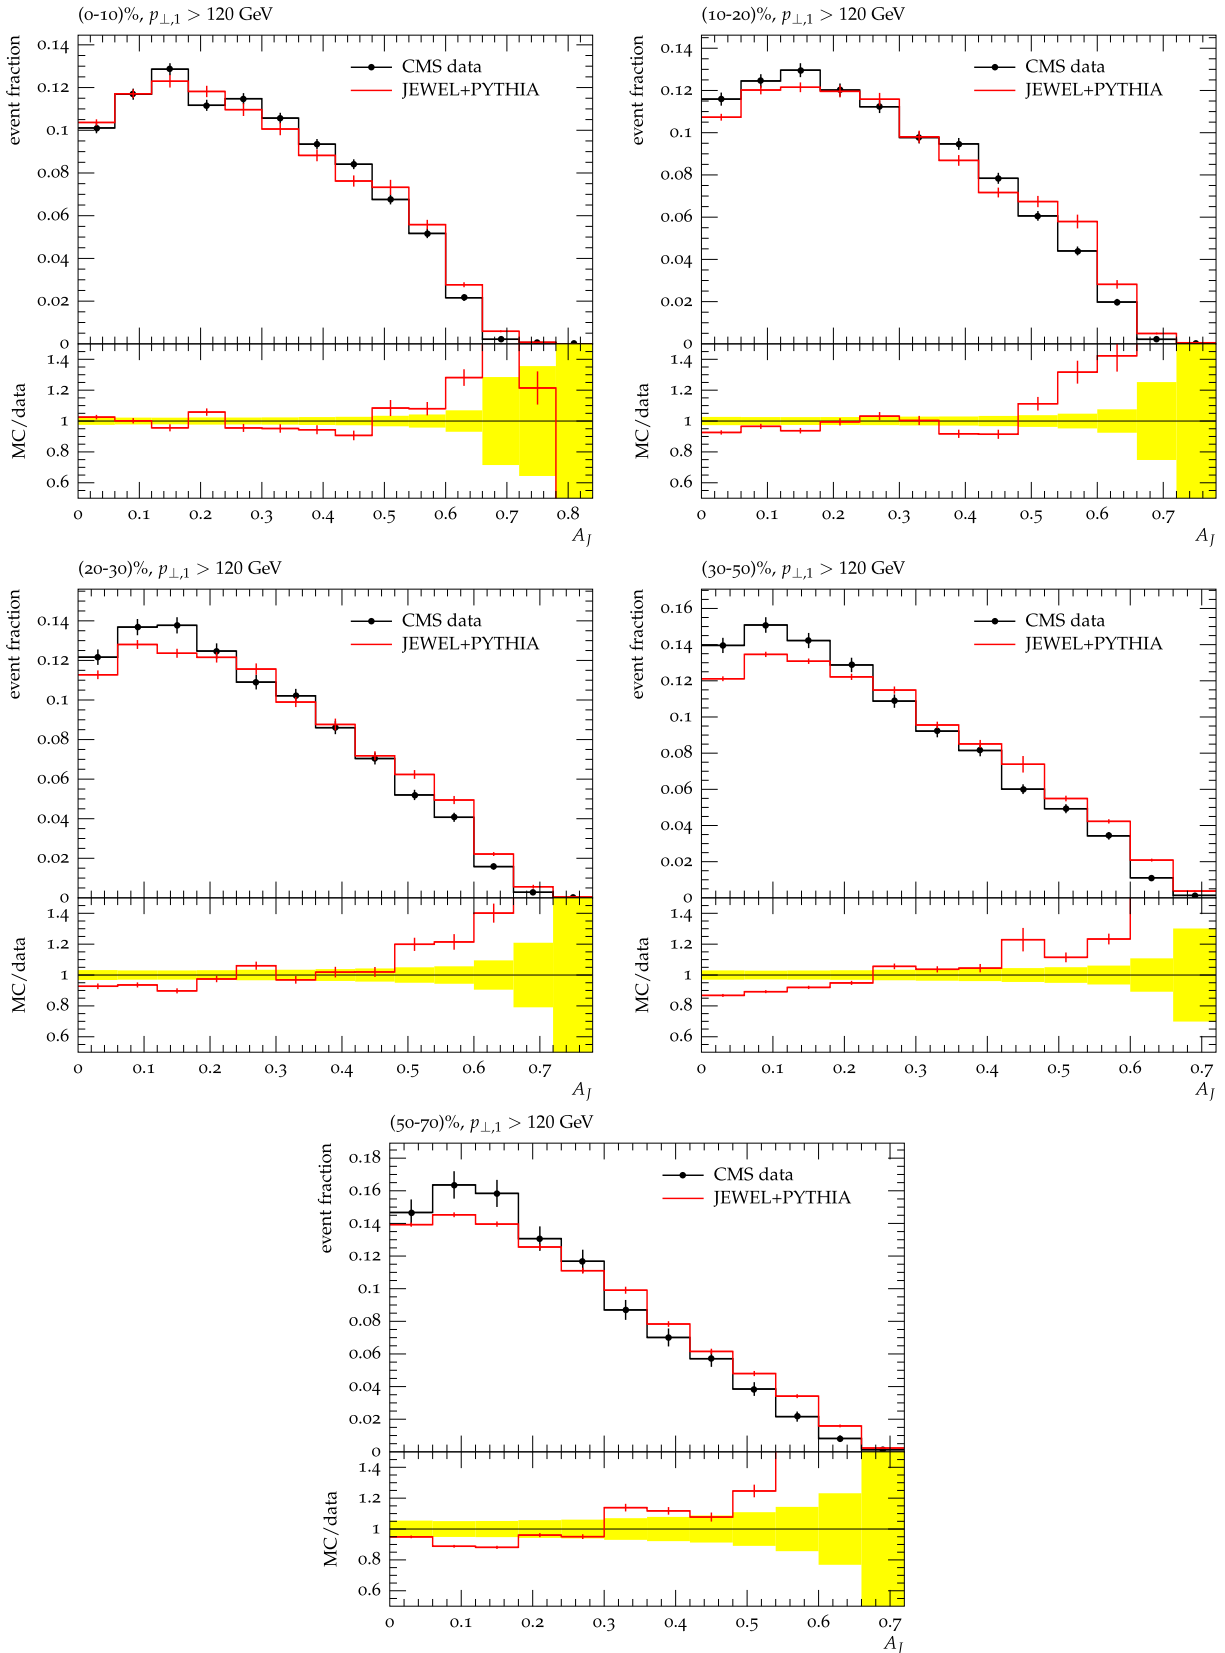 (0-10)%, p⊥,1 > 120 GeV
event fraction
0.14
0.12
0.1
0.08
0.06
0.04
0.02
0
CMS data
JEWEL+PYTHIA
MC/data
1.4
1.2
1
0.8
0.6
0 0.1 0.2 0.3 0.4 0.5 0.6 0.7 0.8
A_J
(10-20)%, p⊥,1 > 120 GeV
event fraction
0.14
0.12
0.1
0.08
0.06
0.04
0.02
0
CMS data
JEWEL+PYTHIA
MC/data
1.4
1.2
1
0.8
0.6
0 0.1 0.2 0.3 0.4 0.5 0.6 0.7
A_J
(20-30)%, p⊥,1 > 120 GeV
event fraction
0.14
0.12
0.1
0.08
0.06
0.04
0.02
0
CMS data
JEWEL+PYTHIA
MC/data
1.4
1.2
1
0.8
0.6
0 0.1 0.2 0.3 0.4 0.5 0.6 0.7
A_J
(30-50)%, p⊥,1 > 120 GeV
event fraction
0.16
0.14
0.12
0.1
0.08
0.06
0.04
0.02
0
CMS data
JEWEL+PYTHIA
MC/data
1.4
1.2
1
0.8
0.6
0 0.1 0.2 0.3 0.4 0.5 0.6 0.7
A_J
(50-70)%, p⊥,1 > 120 GeV
event fraction
0.18
0.16
0.14
0.12
0.1
0.08
0.06
0.04
0.02
0
CMS data
JEWEL+PYTHIA
MC/data
1.4
1.2
1
0.8
0.6
0 0.1 0.2 0.3 0.4 0.5 0.6 0.7
A_J